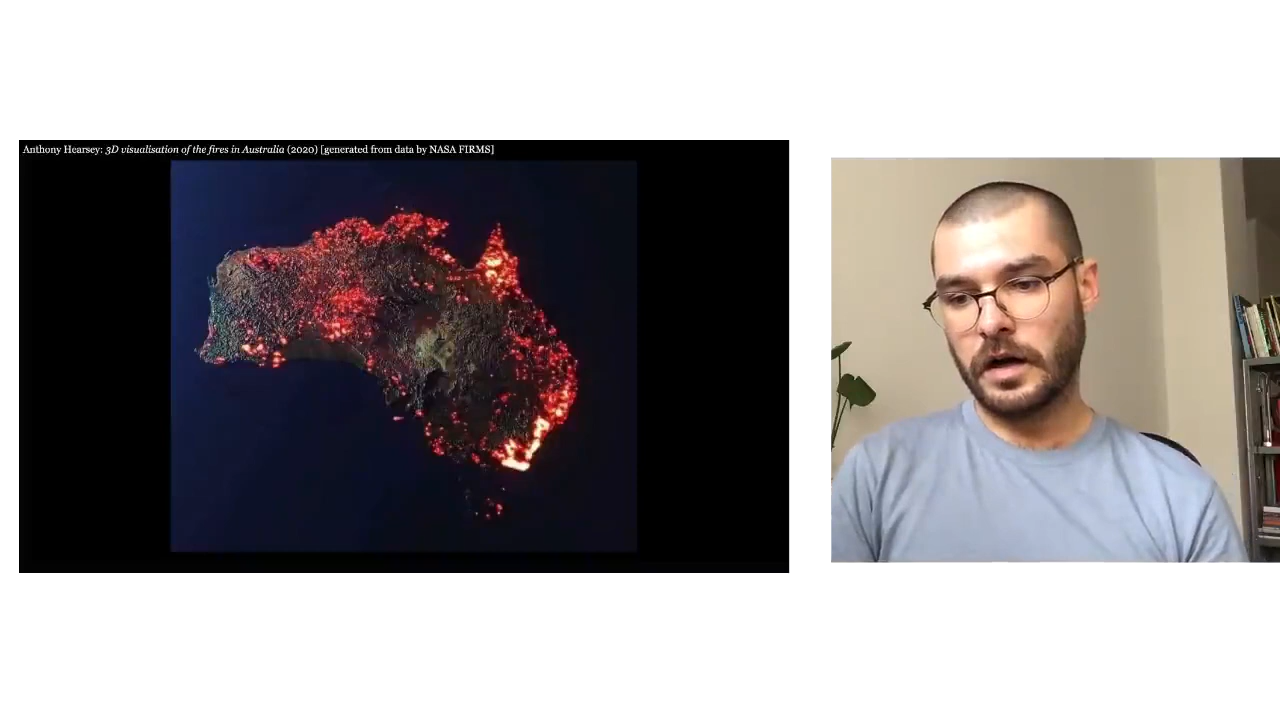 Anthony Hearsey: 3D visualisation of the fires in Australia (2020) [generated from data by NASA FIRMS]